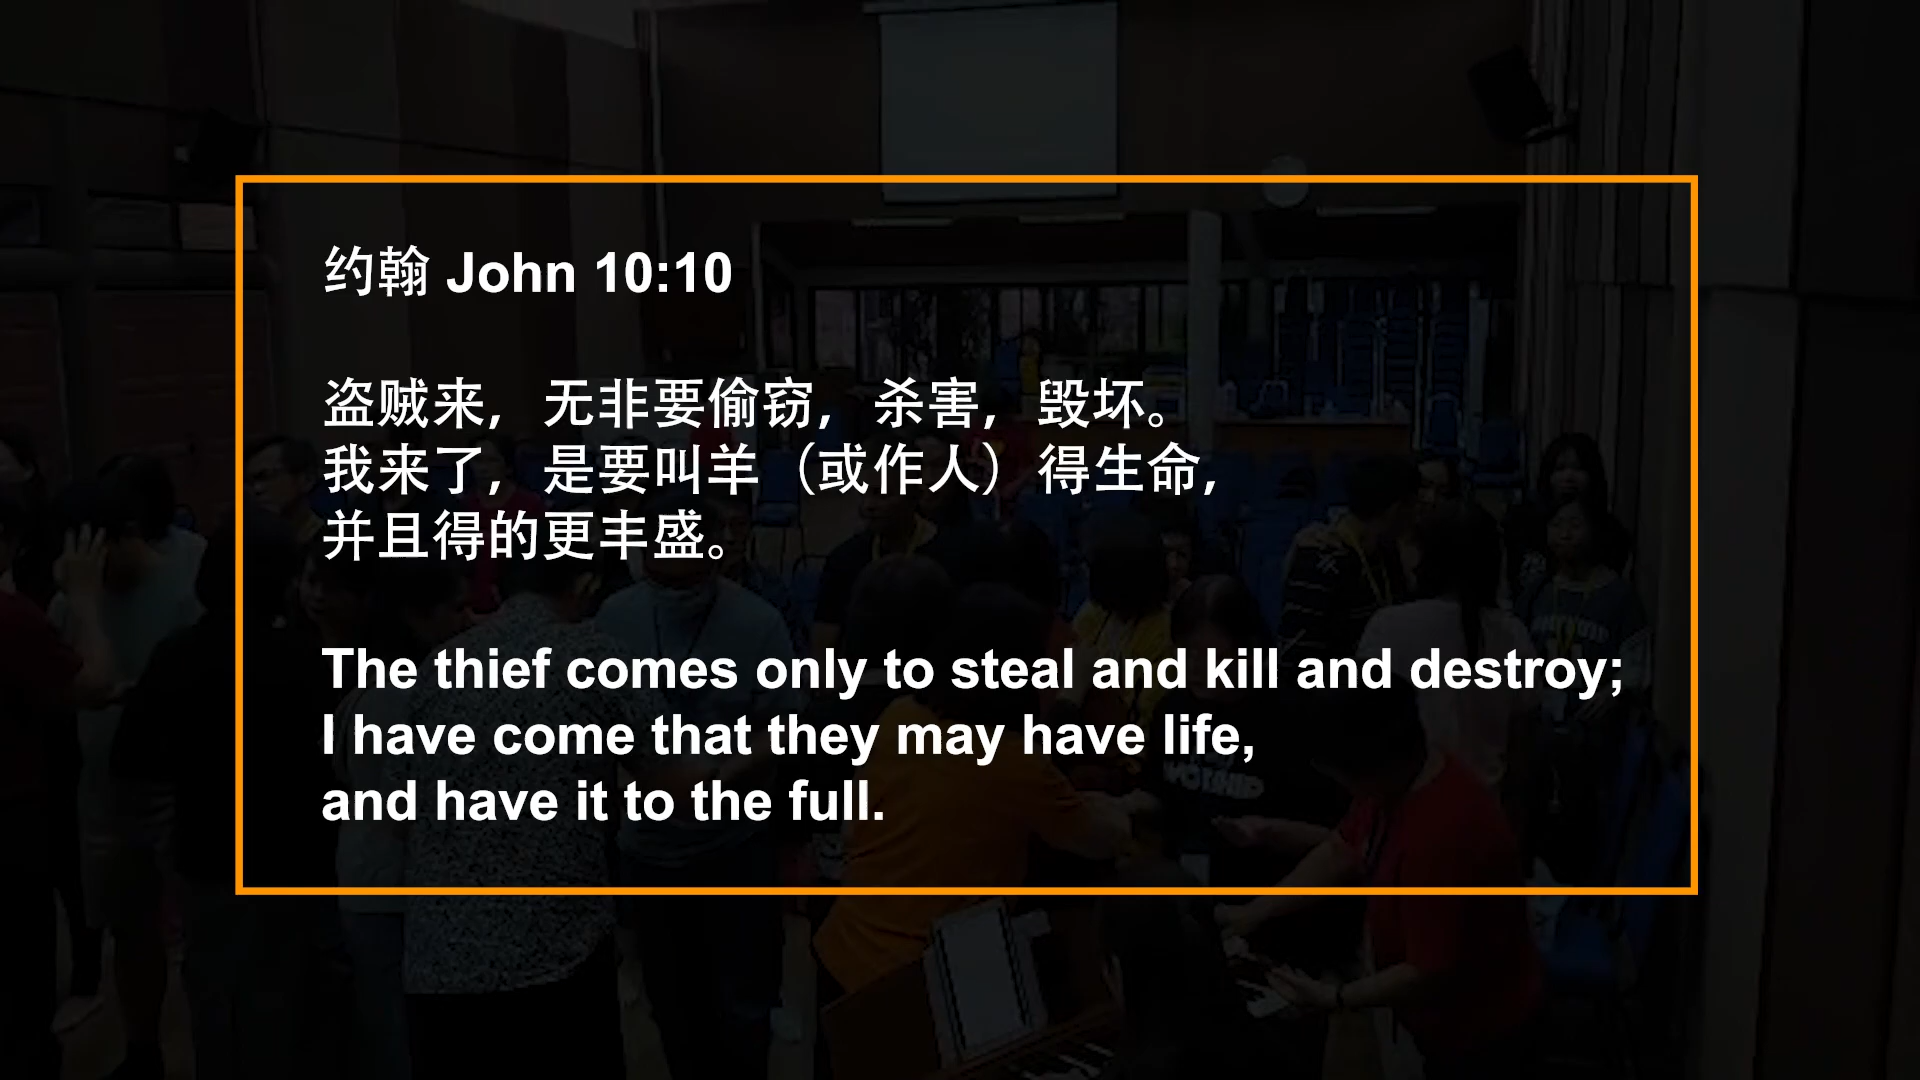 约翰 John 10:10
盗贼来，无非要偷窃，杀害，毁坏。
我来了，是要叫羊（或作人）得生命，
并且得的更丰盛。
The thief comes only to steal and kill and destroy;
I have come that they may have life,
and have it to the full.